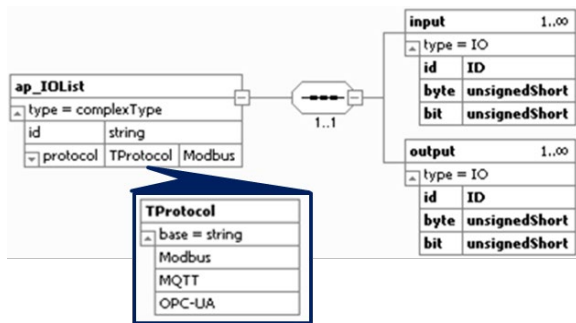 ap_IOList
type = complexType
id string
protocol TProtocol Modbus
1..1
input 1..∞
type = IO
id ID
byte unsignedShort
bit unsignedShort
output 1..∞
type = IO
id ID
byte unsignedShort
bit unsignedShort
TProtocol
base = string
Modbus
MQTT
OPC-UA